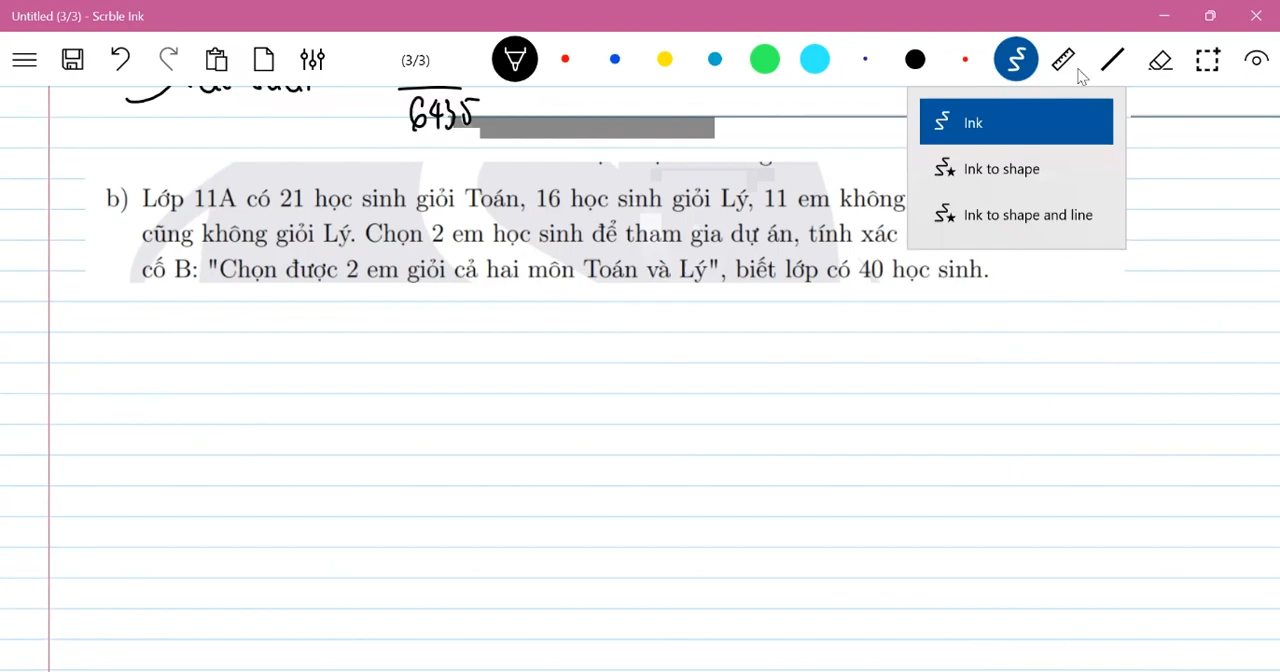 Untitled (3/3) - Scrble Ink
(3/3)
6435
Ink
Ink to shape
Ink to shape and line
b) Lớp 11A có 21 học sinh giỏi Toán, 16 học sinh giỏi Lý, 11 em không
cũng không giỏi Lý. Chọn 2 em học sinh để tham gia dự án, tính xác
cố B: "Chọn được 2 em giỏi cả hai môn Toán và Lý", biết lớp có 40 học sinh.